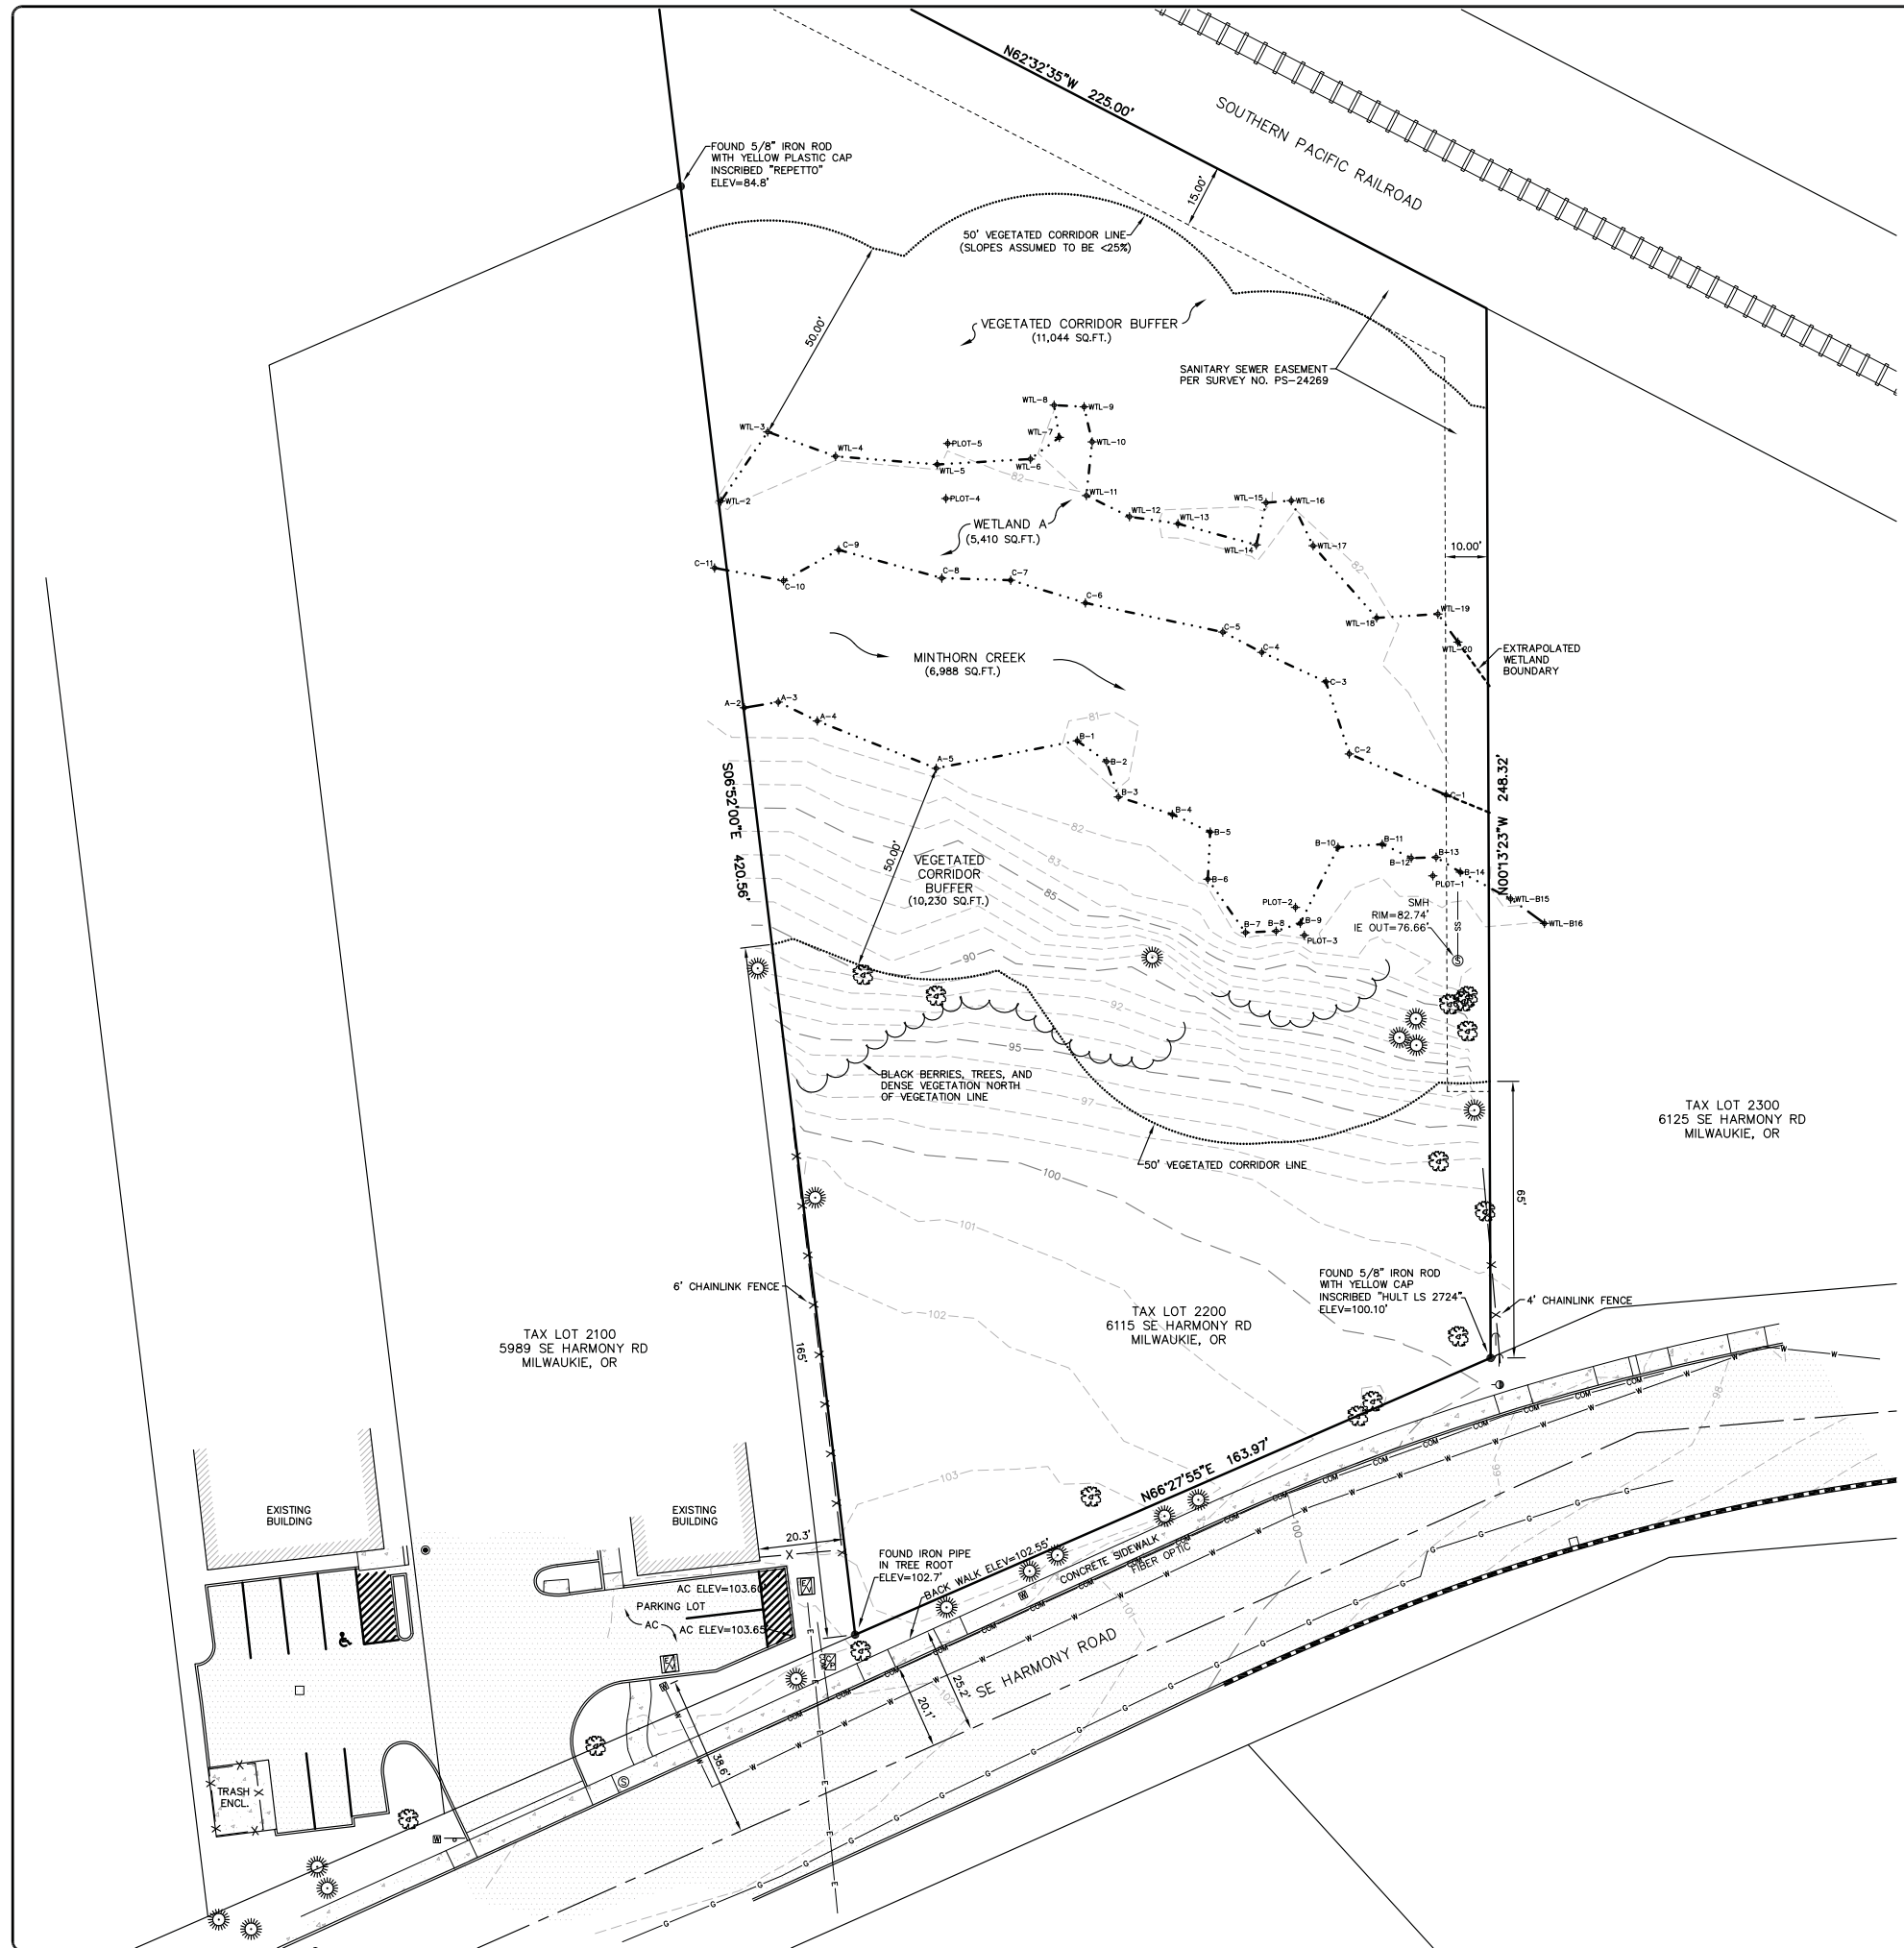 N62°32'35"W 225.00'
SOUTHERN PACIFIC RAILROAD
FOUND 5/8" IRON ROD
WITH YELLOW PLASTIC CAP
INSCRIBED "REPETTO"
ELEV=84.8'
15.00'
50' VEGETATED CORRIDOR LINE
(SLOPES ASSUMED TO BE <25%)
50.00'
VEGETATED CORRIDOR BUFFER
(11,044 SQ.FT.)
SANITARY SEWER EASEMENT
PER SURVEY NO. PS-24269
WTL-8
WTL-9
WTL-3
WTL-7
WTL-10
WTL-4
PLOT-5
WTL-5
WTL-6
82
WTL-2
PLOT-4
WTL-11
WTL-15
WTL-16
WTL-12
WTL-13
WETLAND A
(5,410 SQ.FT.)
WTL-14
WTL-17
10.00'
82
C-9
C-11
C-10
C-8
C-7
C-6
WTL-19
WTL-18
C-5
C-4
WTL-20
EXTRAPOLATED
WETLAND
BOUNDARY
MINTHORN CREEK
(6,988 SQ.FT.)
C-3
A-2
A-3
A-4
81
B-1
C-2
A-5
B-2
S06°52'00"E 420.56'
N00°13'23"W 248.32'
B-3
C-1
B-4
82
B-5
83
50.00'
VEGETATED
CORRIDOR
BUFFER
(10,230 SQ.FT.)
85
B-10
B-11
B-12
B-13
B-14
B-6
PLOT-1
PLOT-2
SMH
RIM=82.74'
IE OUT=76.66'
SS
WTL-B15
WTL-B16
B-7
B-8
B-9
PLOT-3
90
S
92
95
BLACK BERRIES, TREES, AND
DENSE VEGETATION NORTH
OF VEGETATION LINE
97
TAX LOT 2300
6125 SE HARMONY RD
MILWAUKIE, OR
50' VEGETATED CORRIDOR LINE
100
65'
101
6' CHAINLINK FENCE
FOUND 5/8" IRON ROD
WITH YELLOW CAP
INSCRIBED "HULT LS 2724"
ELEV=100.10'
4' CHAINLINK FENCE
102
TAX LOT 2200
6115 SE HARMONY RD
MILWAUKIE, OR
TAX LOT 2100
5989 SE HARMONY RD
MILWAUKIE, OR
165'
98
103
N66°27'55"E 163.97'
99
EXISTING
BUILDING
EXISTING
BUILDING
20.3'
FOUND IRON PIPE
IN TREE ROOT
ELEV=102.7'
BACK WALK ELEV=102.55'
CONCRETE SIDEWALK
FIBER OPTIC
100
101
AC ELEV=103.60'
PARKING LOT
AC
AC ELEV=103.65'
SE HARMONY ROAD
25.2'
20.1'
102
38.6'
TRASH
ENCL.
S
W
COM
G
E